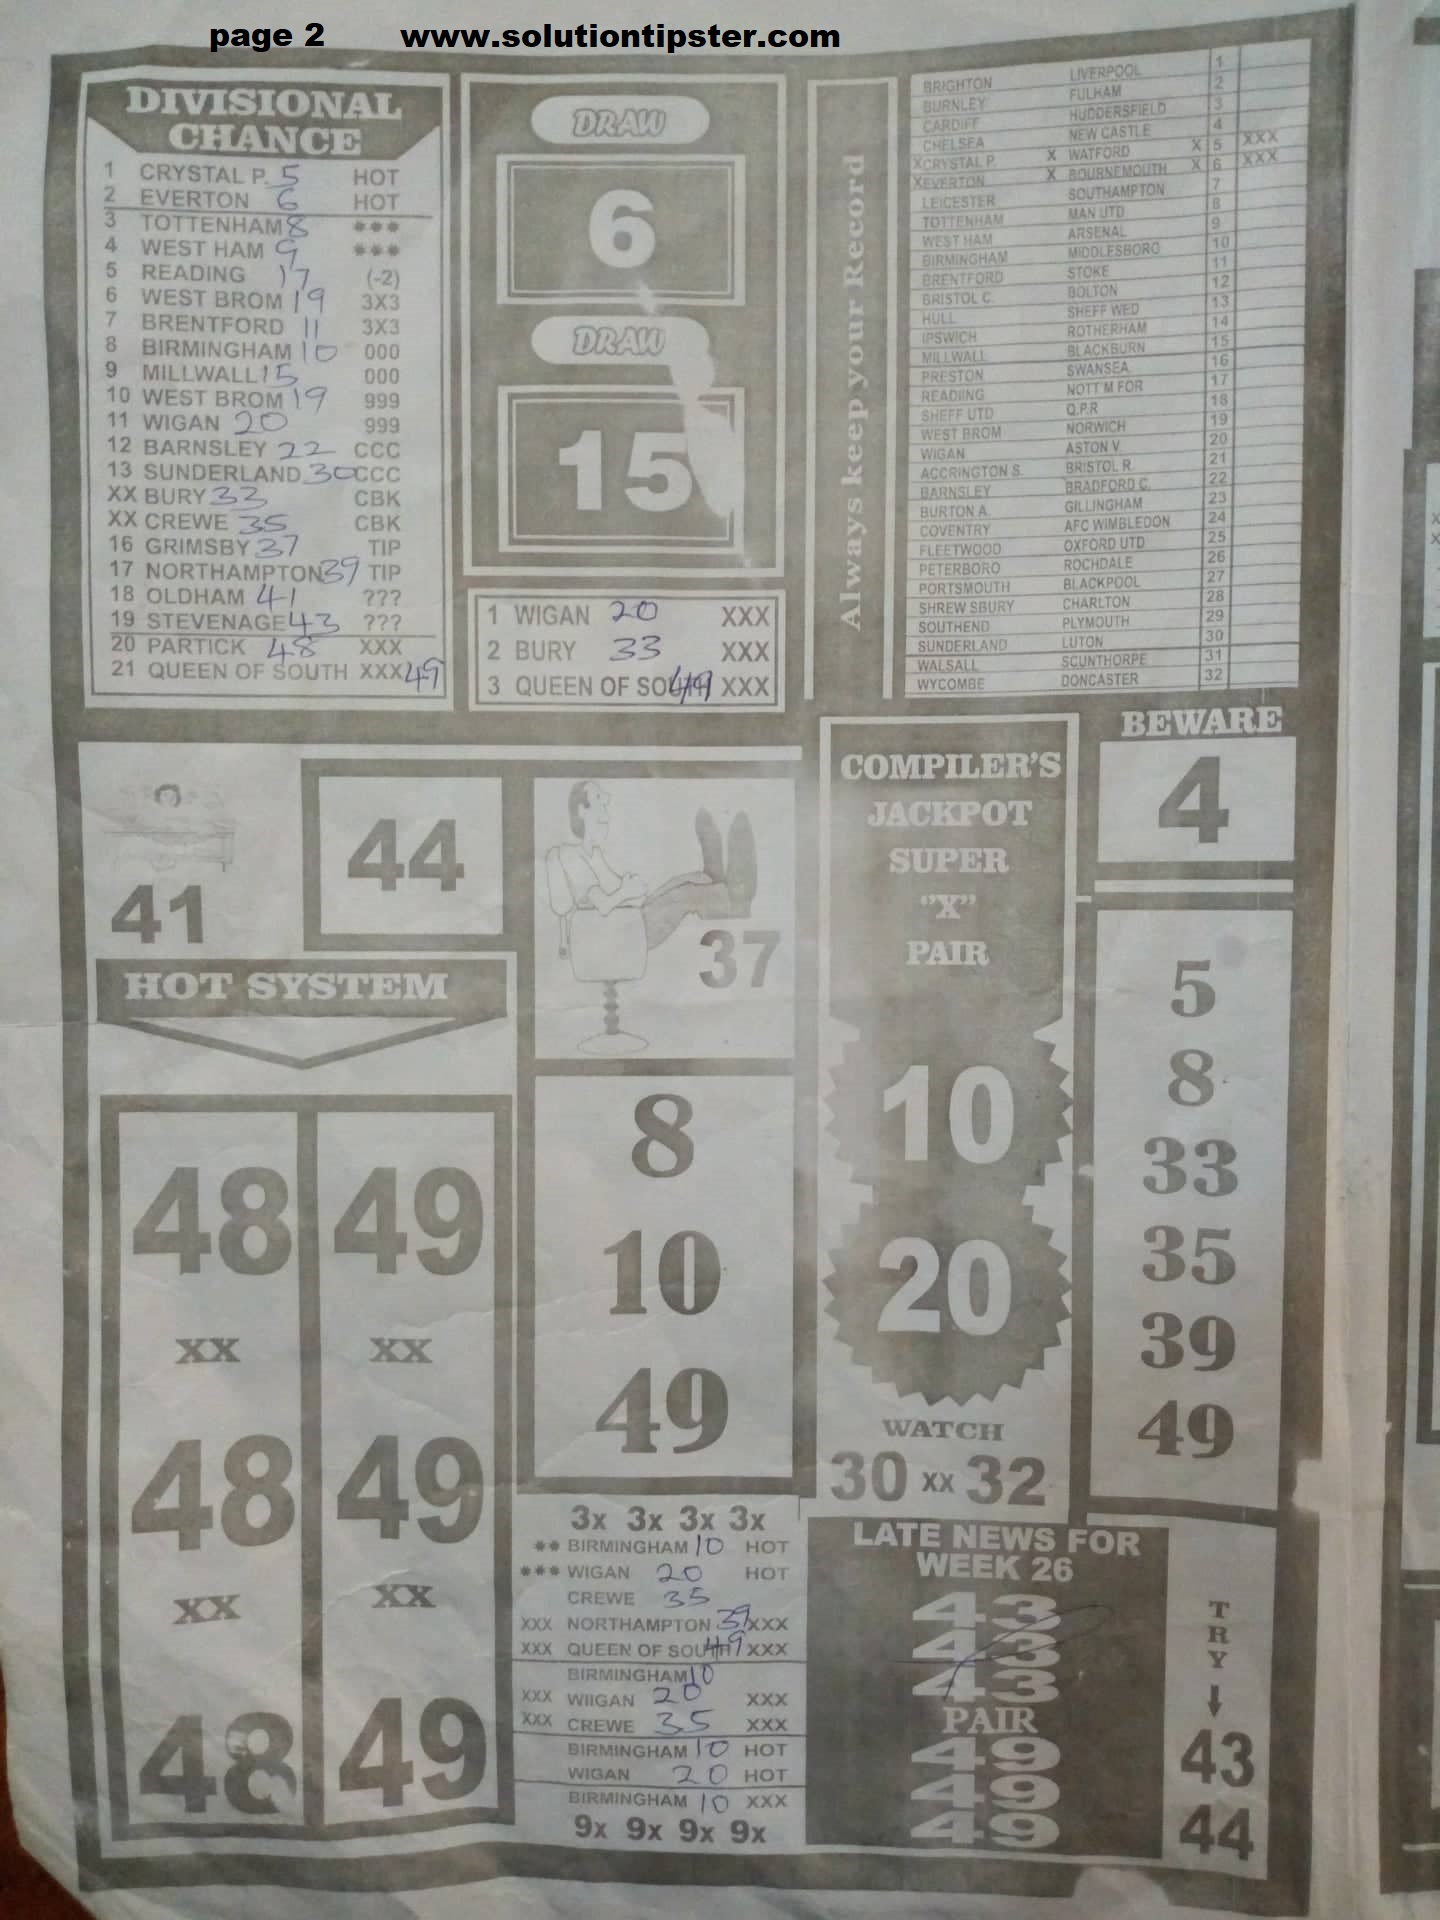 page 2 www.solutiontipster.com
DIVISIONAL
CHANCE
1 CRYSTAL P. 5 HOT
2 EVERTON 6 HOT
3 TOTTENHAM 8 ***
4 WEST HAM 9 ***
5 READING 17 (-2)
6 WEST BROM 19 3X3
7 BRENTFORD 11 3X3
8 BIRMINGHAM 10 000
9 MILLWALL 15 000
10 WEST BROM 19 999
11 WIGAN 20 999
12 BARNSLEY 22 CCC
13 SUNDERLAND 30 CCC
XX BURY 33 CBK
XX CREWE 35 CBK
16 GRIMSBY 37 TIP
17 NORTHAMPTON 39 TIP
18 OLDHAM 41 ???
19 STEVENAGE 43 ???
20 PARTICK 48 XXX
21 QUEEN OF SOUTH XXX 49
DRAW
6
DRAW
15
1 WIGAN 20 XXX
2 BURY 33 XXX
3 QUEEN OF SOUTH 49 XXX
Always keep your Record
BRIGHTON LIVERPOOL 1
BURNLEY FULHAM 2
CARDIFF HUDDERSFIELD 3
CHELSEA NEW CASTLE 4
X CRYSTAL P. X WATFORD X 5 XXX
X EVERTON X BOURNEMOUTH X 6 XXX
LEICESTER SOUTHAMPTON 7
TOTTENHAM MAN UTD 8
WEST HAM ARSENAL 9
BIRMINGHAM MIDDLESBORO 10
BRENTFORD STOKE 11
BRISTOL C. BOLTON 12
HULL SHEFF WED 13
IPSWICH ROTHERHAM 14
MILLWALL BLACKBURN 15
PRESTON SWANSEA 16
READIING NOTT'M FOR 17
SHEFF UTD Q.P.R 18
WEST BROM NORWICH 19
WIGAN ASTON V. 20
ACCRINGTON S. BRISTOL R. 21
BARNSLEY BRADFORD C. 22
BURTON A. GILLINGHAM 23
COVENTRY AFC WIMBLEDON 24
FLEETWOOD OXFORD UTD 25
PETERBORO ROCHDALE 26
PORTSMOUTH BLACKPOOL 27
SHREW SBURY CHARLTON 28
SOUTHEND PLYMOUTH 29
SUNDERLAND LUTON 30
WALSALL SCUNTHORPE 31
WYCOMBE DONCASTER 32
41
44
37
HOT SYSTEM
48 49
XX XX
48 49
XX XX
48 49
8
10
49
3x 3x 3x 3x
** BIRMINGHAM 10 HOT
*** WIGAN 20 HOT
CREWE 35
XXX NORTHAMPTON 39 XXX
XXX QUEEN OF SOUTH 49 XXX
BIRMINGHAM 10
XXX WIIGAN 20 XXX
XXX CREWE 35 XXX
BIRMINGHAM 10 HOT
WIGAN 20 HOT
BIRMINGHAM 10 XXX
9x 9x 9x 9x
COMPILER'S
JACKPOT
SUPER
"X"
PAIR
10
20
WATCH
30 XX 32
BEWARE
4
5
8
33
35
39
49
LATE NEWS FOR
WEEK 26
43
43
43
PAIR
49
49
49
TRY
43
44